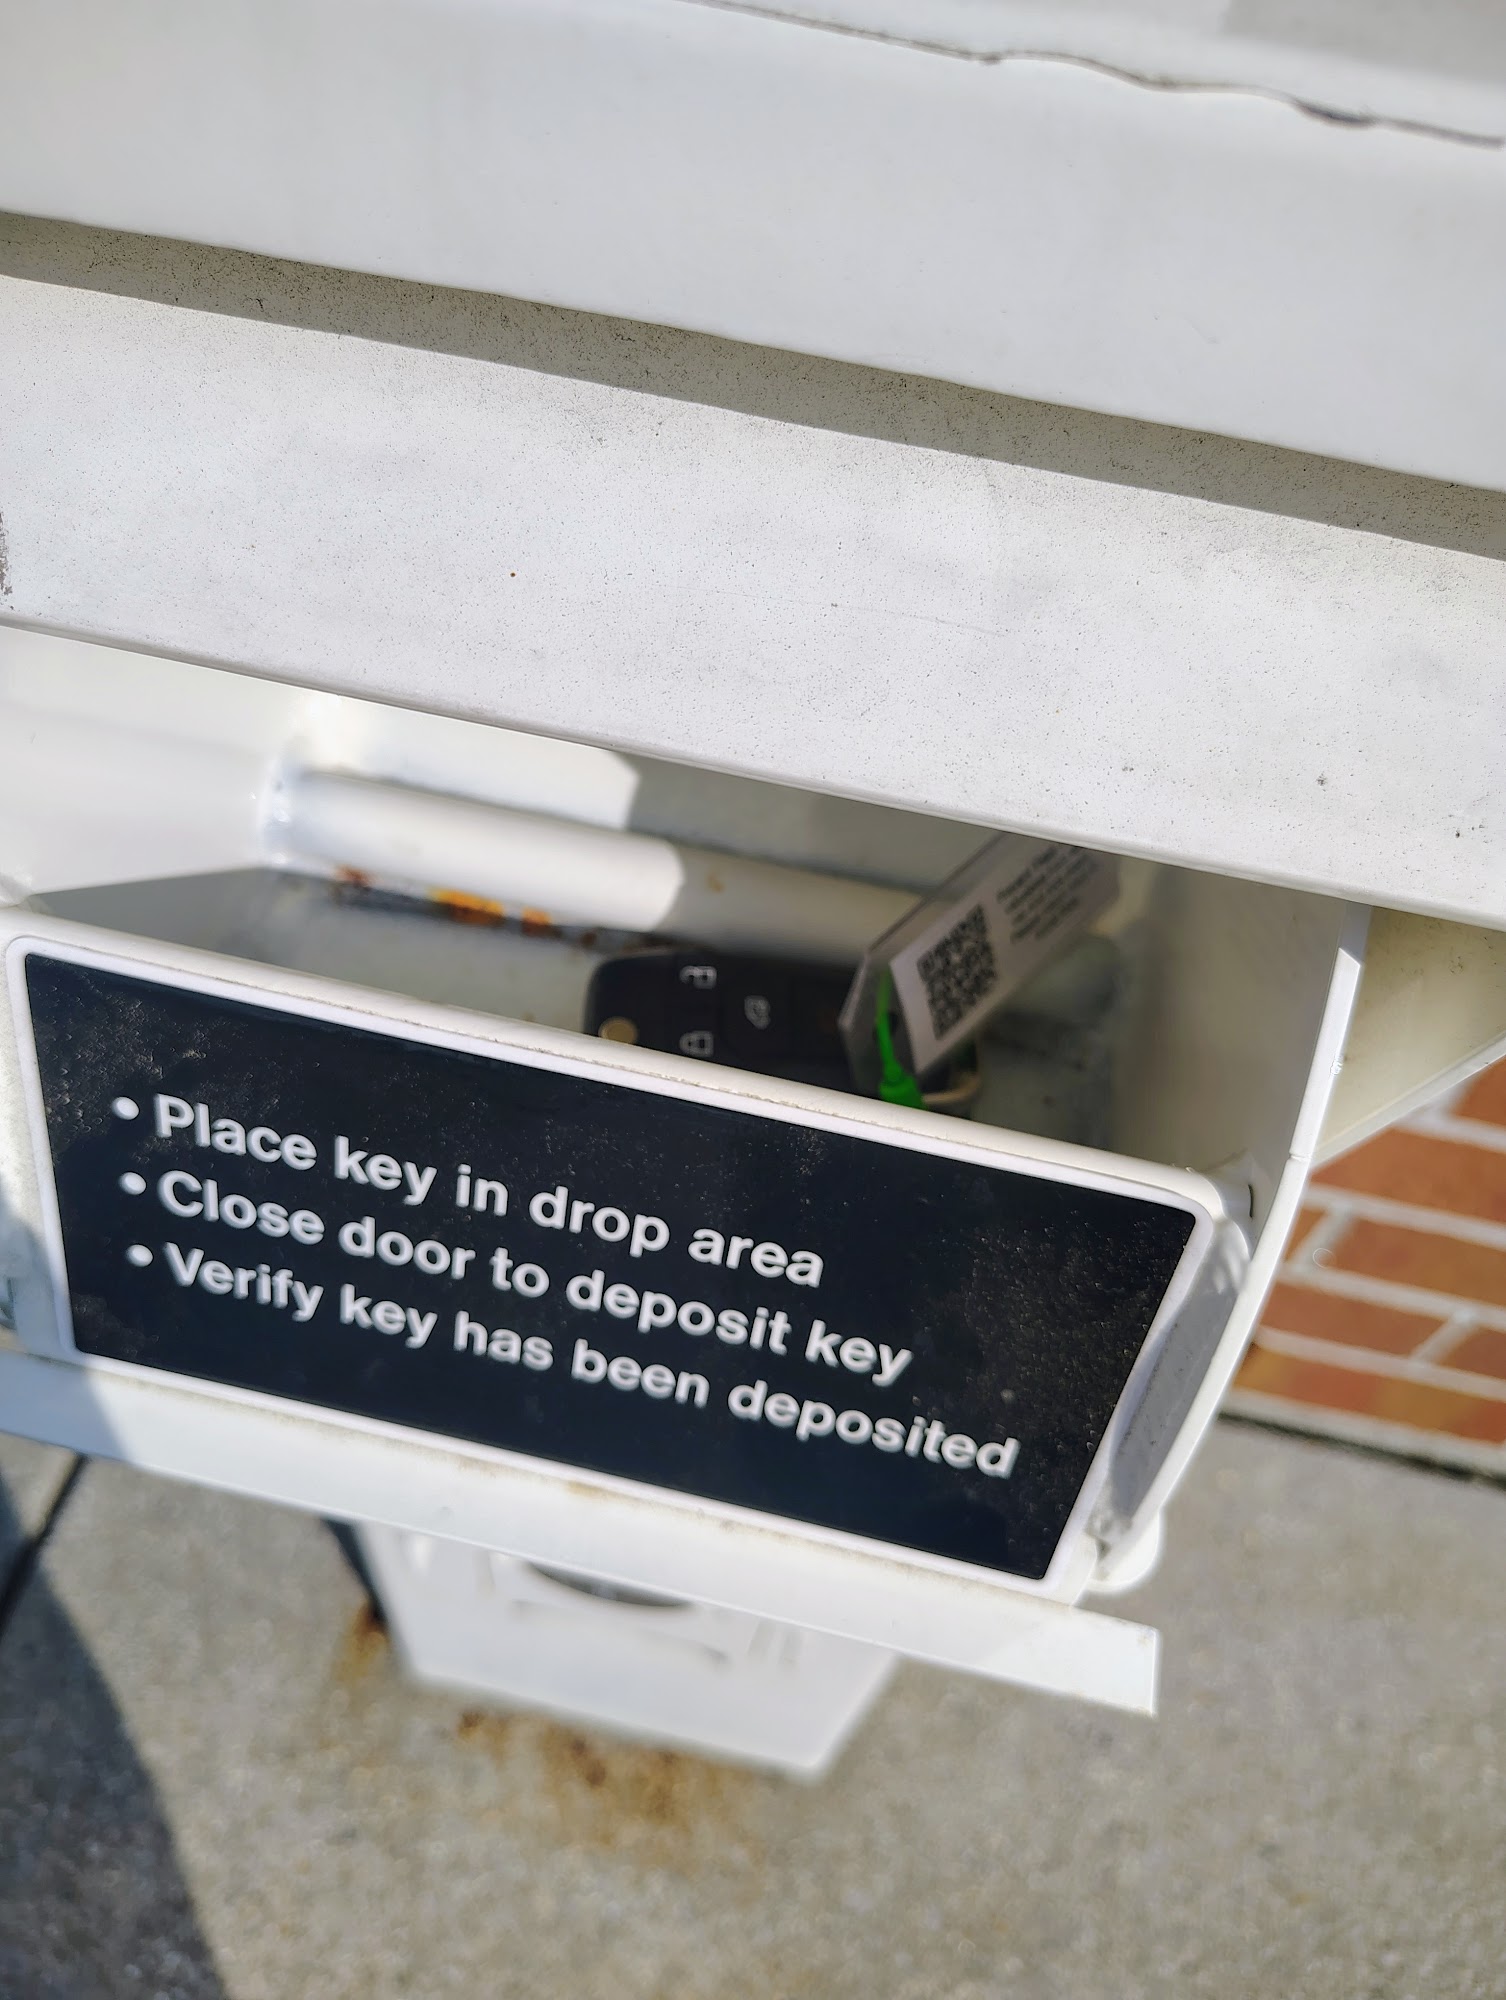 • Place key in drop area
• Close door to deposit key
• Verify key has been deposited